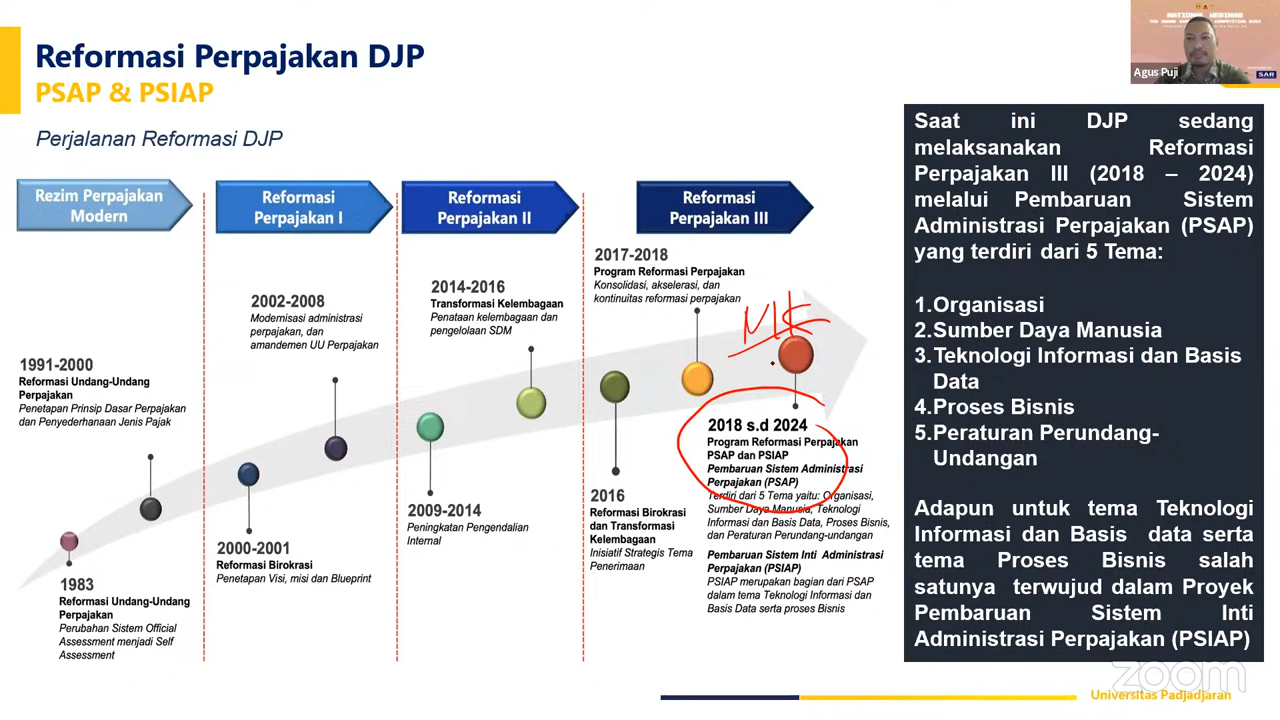 Reformasi Perpajakan DJP
PSAP & PSIAP
Perjalanan Reformasi DJP
NATIONAL WEBINAR
Agus Puji
SAR
Rezim Perpajakan
Modern
1991-2000
Reformasi Undang-Undang
Perpajakan
Penetapan Prinsip Dasar Perpajakan
dan Penyederhanaan Jenis Pajak
1983
Reformasi Undang-Undang
Perpajakan
Perubahan Sistem Official
Assessment menjadi Self
Assessment
Reformasi
Perpajakan I
2002-2008
Modernisasi administrasi
perpajakan, dan
amandemen UU Perpajakan
2000-2001
Reformasi Birokrasi
Penetapan Visi, misi dan Blueprint
Reformasi
Perpajakan II
2014-2016
Transformasi Kelembagaan
Penataan kelembagaan dan
pengelolaan SDM
2009-2014
Peningkatan Pengendalian
Internal
Reformasi
Perpajakan III
2017-2018
Program Reformasi Perpajakan
Konsolidasi, akselerasi, dan
kontinuitas reformasi perpajakan
2016
Reformasi Birokrasi
dan Transformasi
Kelembagaan
Inisiatif Strategis Tema
Penerimaan
2018 s.d 2024
Program Reformasi Perpajakan
PSAP dan PSIAP
Pembaruan Sistem Administrasi
Perpajakan (PSAP)
Terdiri dari 5 Tema yaitu: Organisasi,
Sumber Daya Manusia, Teknologi
Informasi dan Basis Data, Proses Bisnis,
dan Peraturan Perundang-undangan
Pembaruan Sistem Inti Administrasi
Perpajakan (PSIAP)
PSIAP merupakan bagian dari PSAP
dalam tema Teknologi Informasi dan
Basis Data serta proses Bisnis
Saat ini DJP sedang
melaksanakan Reformasi
Perpajakan III (2018 – 2024)
melalui Pembaruan Sistem
Administrasi Perpajakan (PSAP)
yang terdiri dari 5 Tema:
1.Organisasi
2.Sumber Daya Manusia
3.Teknologi Informasi dan Basis
Data
4.Proses Bisnis
5.Peraturan Perundang-
Undangan
Adapun untuk tema Teknologi
Informasi dan Basis data serta
tema Proses Bisnis salah
satunya terwujud dalam Proyek
Pembaruan Sistem Inti
Administrasi Perpajakan (PSIAP)
zoom
Universitas Padjadjaran